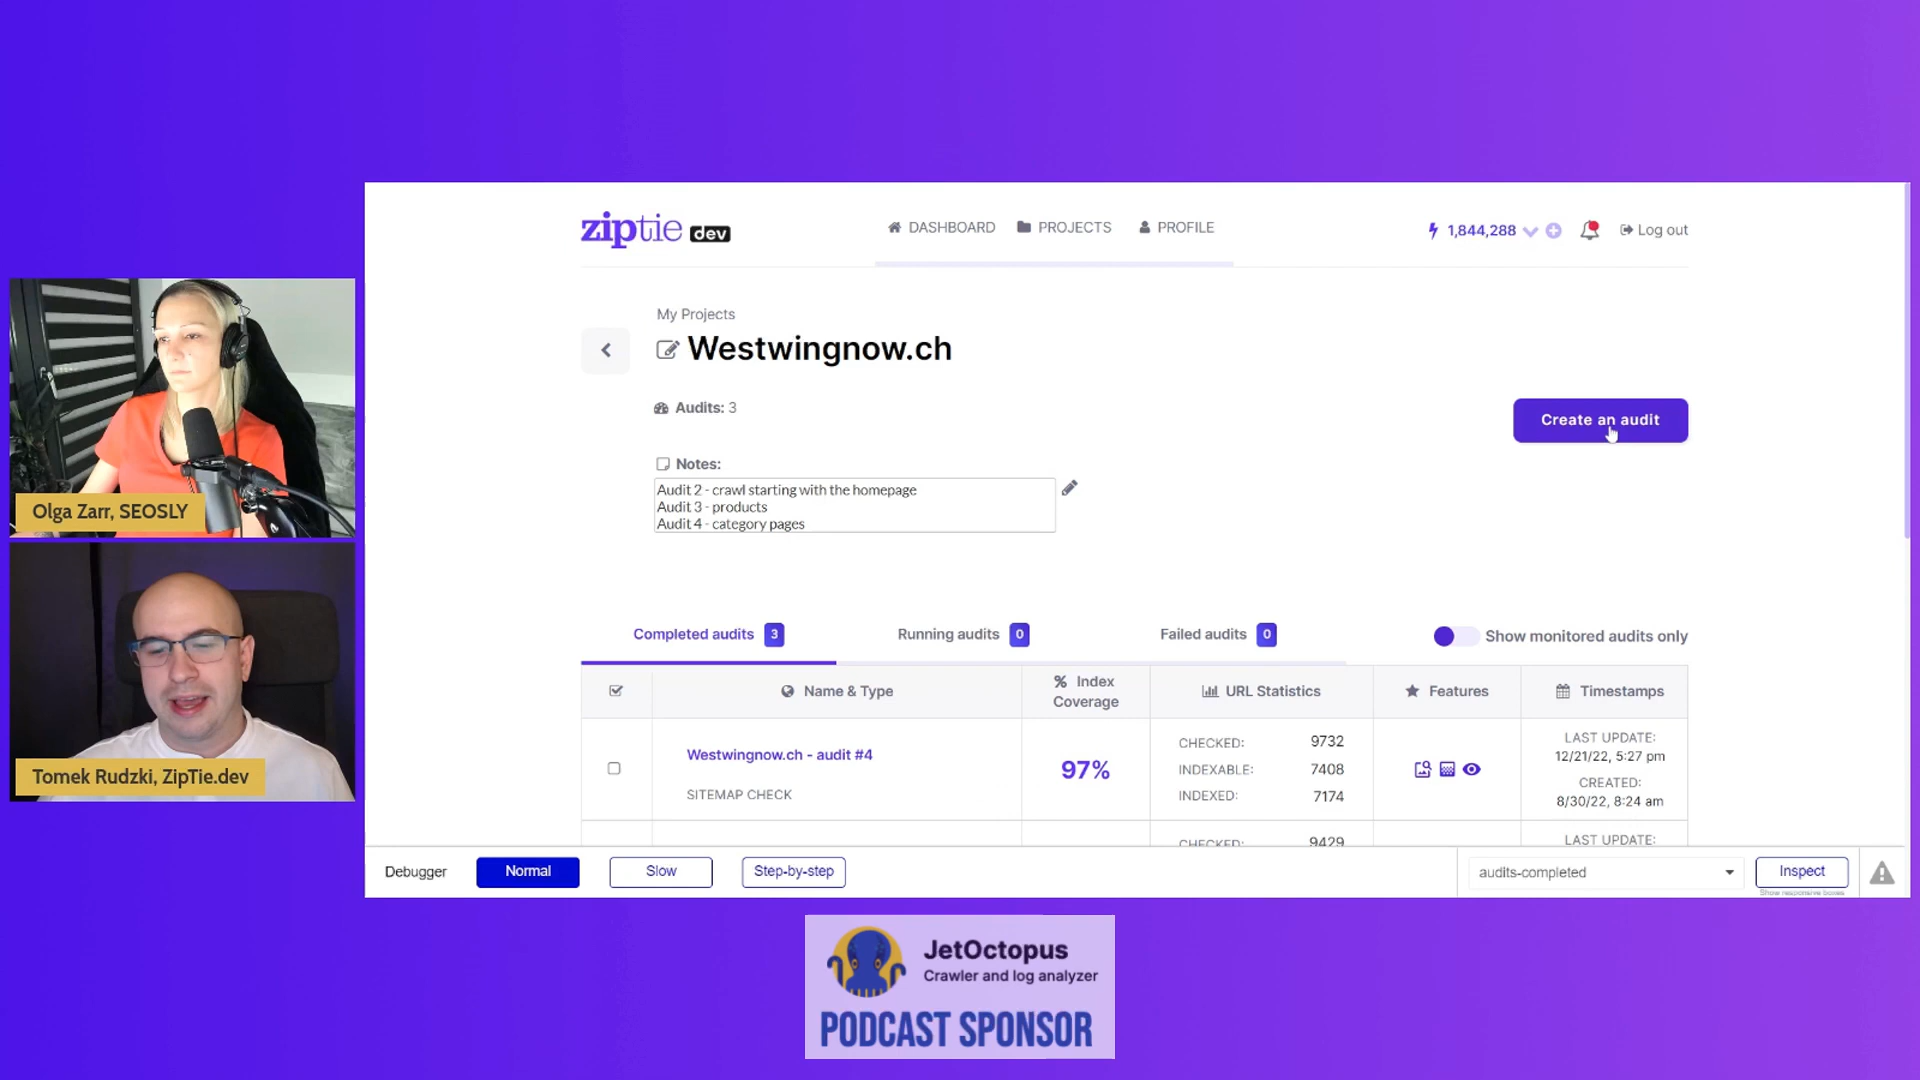 ziptie dev
DASHBOARD
PROJECTS
PROFILE
1,844,288
Log out
My Projects
Westwingnow.ch
Audits: 3
Create an audit
Notes:
Audit 2 - crawl starting with the homepage
Audit 3 - products
Audit 4 - category pages
Olga Zarr, SEOSLY
Tomek Rudzki, ZipTie.dev
Completed audits 3
Running audits 0
Failed audits 0
Show monitored audits only
Name & Type
% Index
Coverage
URL Statistics
Features
Timestamps
Westwingnow.ch - audit #4
SITEMAP CHECK
97%
CHECKED: 9732
INDEXABLE: 7408
INDEXED: 7174
LAST UPDATE:
12/21/22, 5:27 pm
CREATED:
8/30/22, 8:24 am
CHECKED: 9429
LAST UPDATE:
Debugger
Normal
Slow
Step-by-step
audits-completed
Inspect
Show responsive boxes
JetOctopus
Crawler and log analyzer
PODCAST SPONSOR